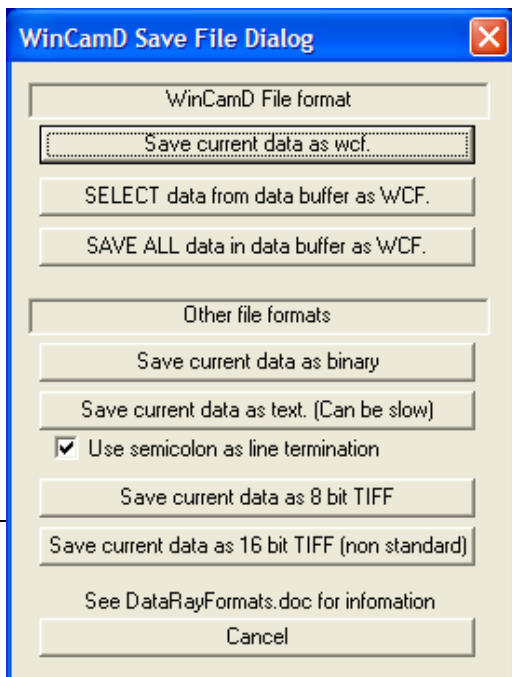 WinCamD Save File Dialog
WinCamD File format
Save current data as wcf.
SELECT data from data buffer as WCF.
SAVE ALL data in data buffer as WCF.
Other file formats
Save current data as binary
Save current data as text. (Can be slow)
Use semicolon as line termination
Save current data as 8 bit TIFF
Save current data as 16 bit TIFF (non standard)
See DataRayFormats.doc for infomation
Cancel